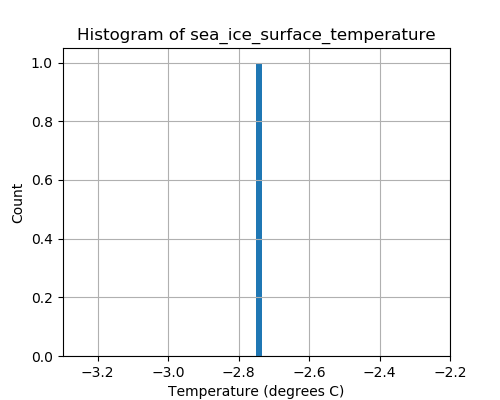 Histogram of sea_ice_surface_temperature
1.0
0.8
0.6
0.4
0.2
0.0
Count
−3.2 −3.0 −2.8 −2.6 −2.4 −2.2
Temperature (degrees C)